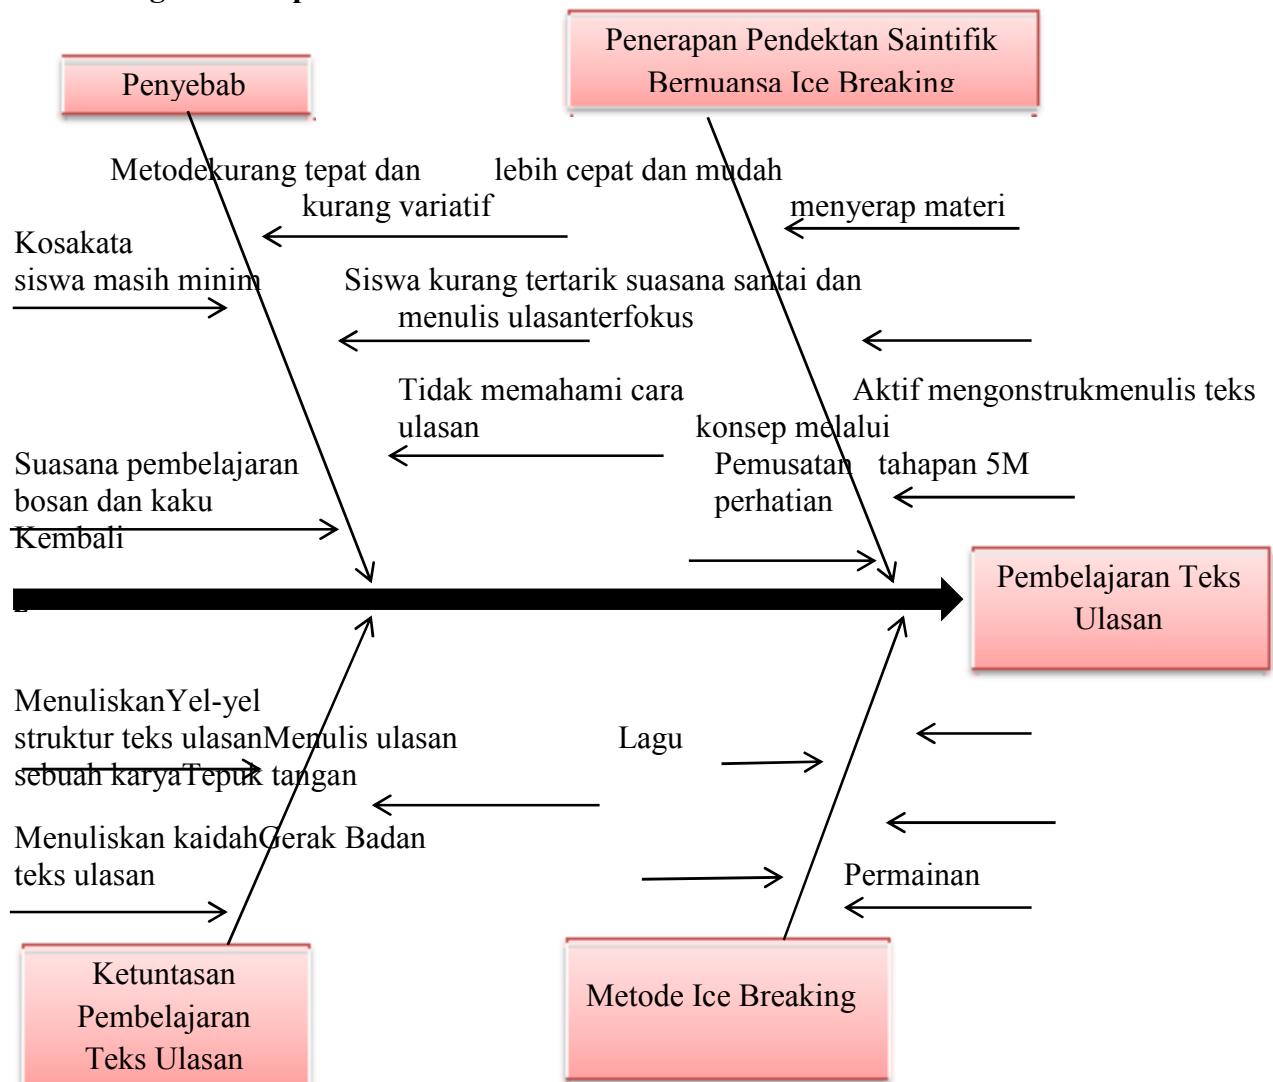 Penerapan Pendektan Saintifik
Bernuansa Ice Breaking
Penyebab
Metodekurang tepat dan lebih cepat dan mudah
kurang variatif menyerap materi
Kosakata
siswa masih minim Siswa kurang tertarik suasana santai dan
menulis ulasanterfokus
Tidak memahami cara Aktif mengonstrukmenulis teks
ulasan konsep melalui
Suasana pembelajaran Pemusatan tahapan 5M
bosan dan kaku perhatian
Kembali
Pembelajaran Teks
Ulasan
MenuliskanYel-yel
struktur teks ulasanMenulis ulasan Lagu
sebuah karyaTepuk tangan
Menuliskan kaidahGerak Badan
teks ulasan Permainan
Ketuntasan
Pembelajaran
Teks Ulasan
Metode Ice Breaking